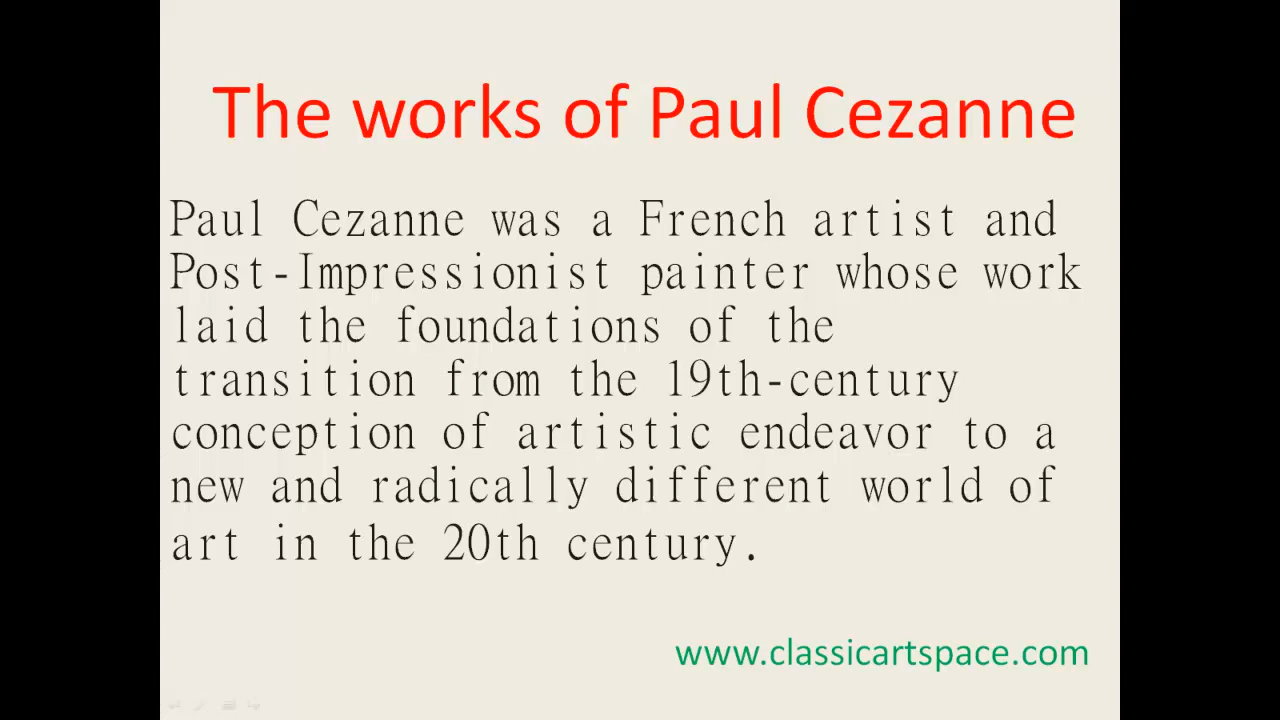 The works of Paul Cezanne
Paul Cezanne was a French artist and
Post-Impressionist painter whose work
laid the foundations of the
transition from the 19th-century
conception of artistic endeavor to a
new and radically different world of
art in the 20th century.
www.classicartspace.com